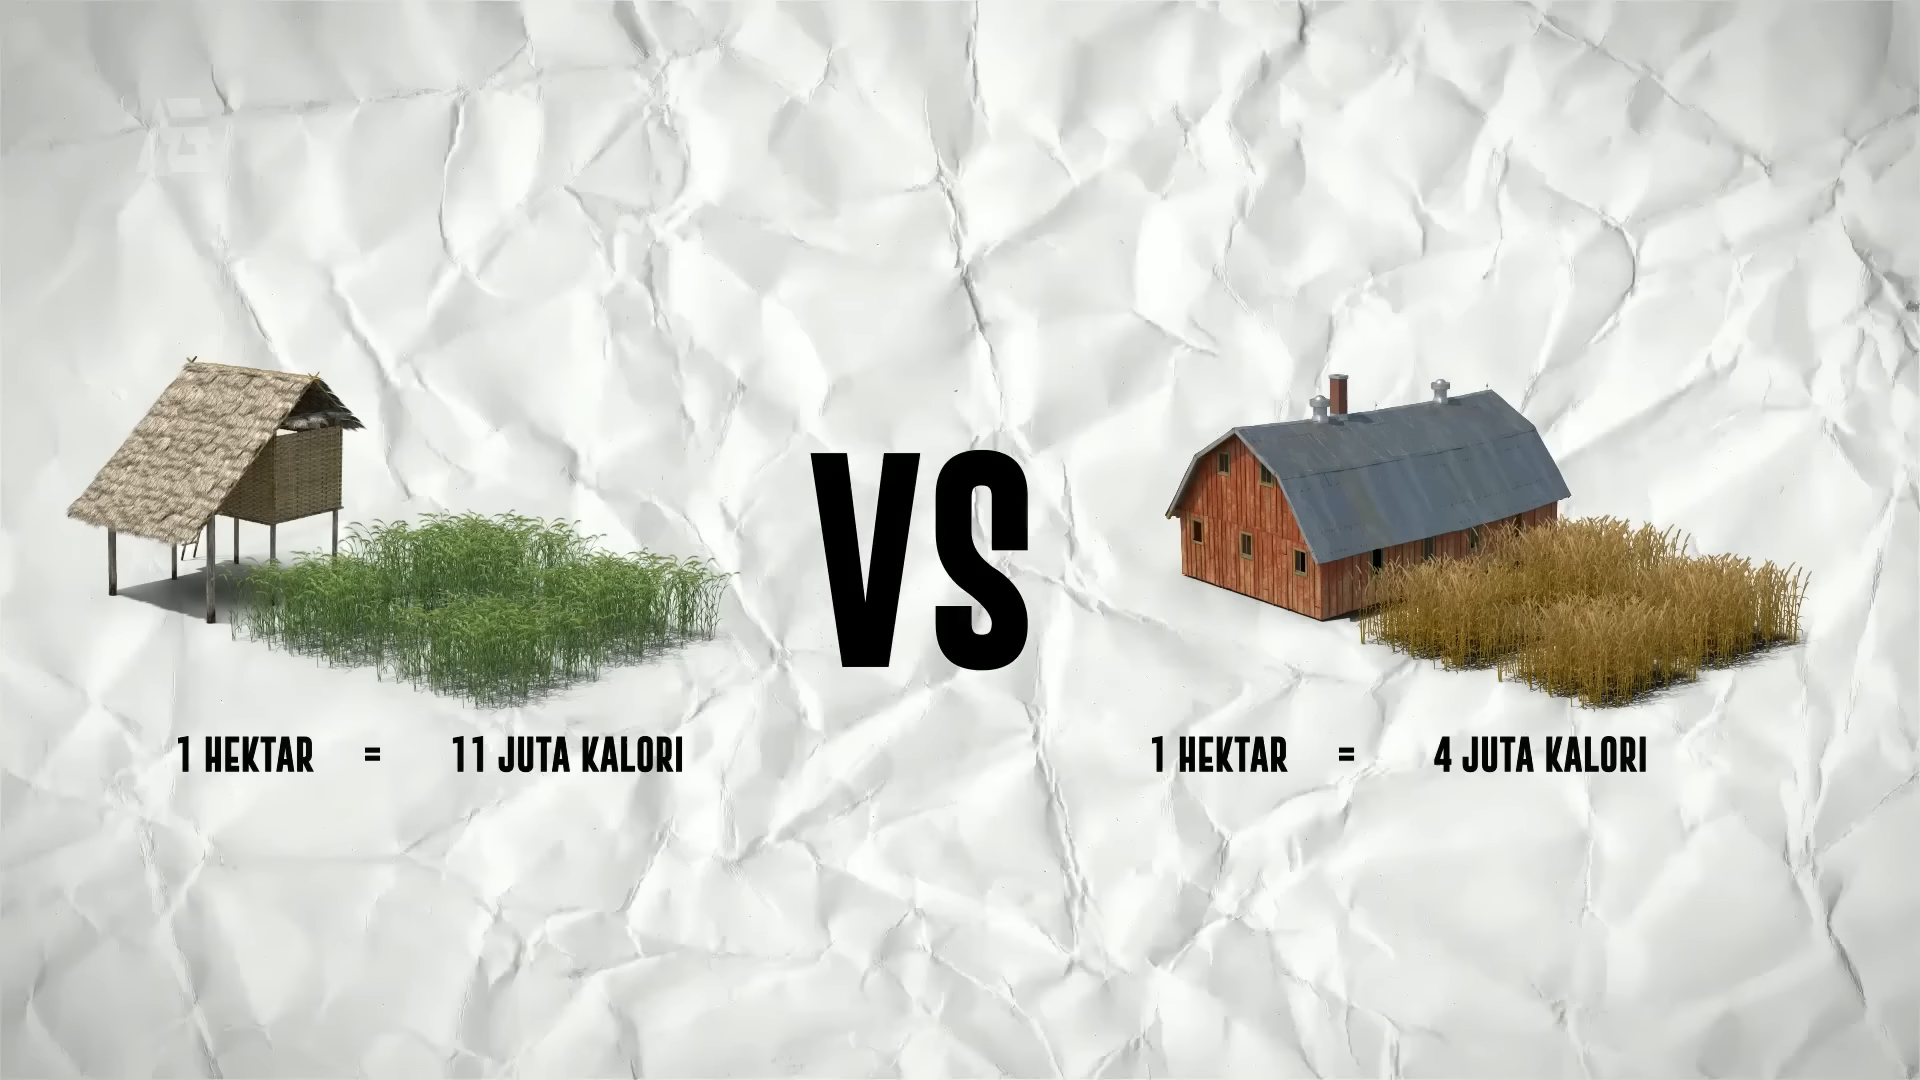 VS
1 HEKTAR = 11 JUTA KALORI
1 HEKTAR = 4 JUTA KALORI